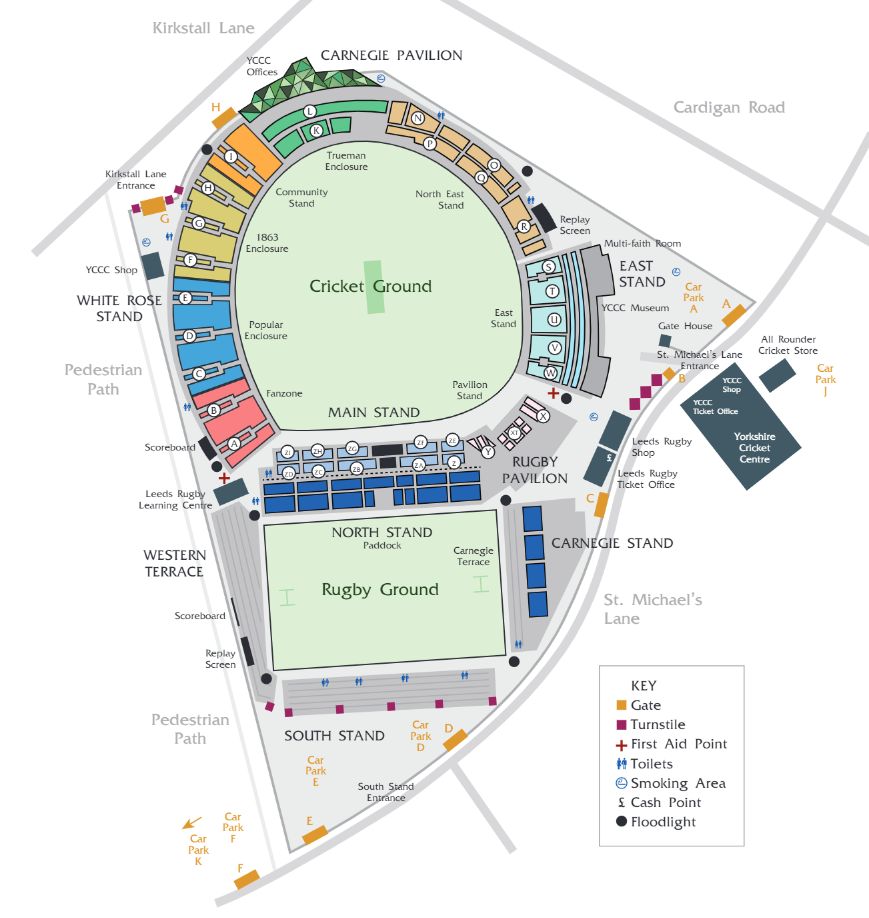 Kirkstall Lane
CARNEGIE PAVILION
YCCC
Offices
Cardigan Road
H
L
K
N
P
O
Q
R
I
H
G
F
E
D
C
B
A
Trueman
Enclosure
Kirkstall Lane
Entrance
G
Community
Stand
North East
Stand
Replay
Screen
1863
Enclosure
Multi-faith Room
YCCC Shop
EAST
STAND
S
T
U
V
W
Cricket Ground
Car
Park
A
A
WHITE ROSE
STAND
YCCC Museum
East
Stand
Gate House
Popular
Enclosure
St. Michael's Lane
Entrance
B
All Rounder
Cricket Store
Car
Park
J
Pedestrian
Path
YCCC
Shop
YCCC
Ticket Office
Yorkshire
Cricket
Centre
Fanzone
Pavilion
Stand
MAIN STAND
X
XT
Y
Scoreboard
ZI
ZH
ZG
ZF
ZE
ZD
ZC
ZB
ZA
Z
Leeds Rugby
Shop
£
Leeds Rugby
Ticket Office
RUGBY
PAVILION
Leeds Rugby
Learning Centre
C
NORTH STAND
Paddock
CARNEGIE STAND
WESTERN
TERRACE
Carnegie
Terrace
Rugby Ground
St. Michael's
Lane
Scoreboard
Replay
Screen
Pedestrian
Path
SOUTH STAND
Car
Park
D
D
Car
Park
E
South Stand
Entrance
E
Car
Park
F
Car
Park
K
F
KEY
Gate
Turnstile
First Aid Point
Toilets
Smoking Area
£ Cash Point
Floodlight